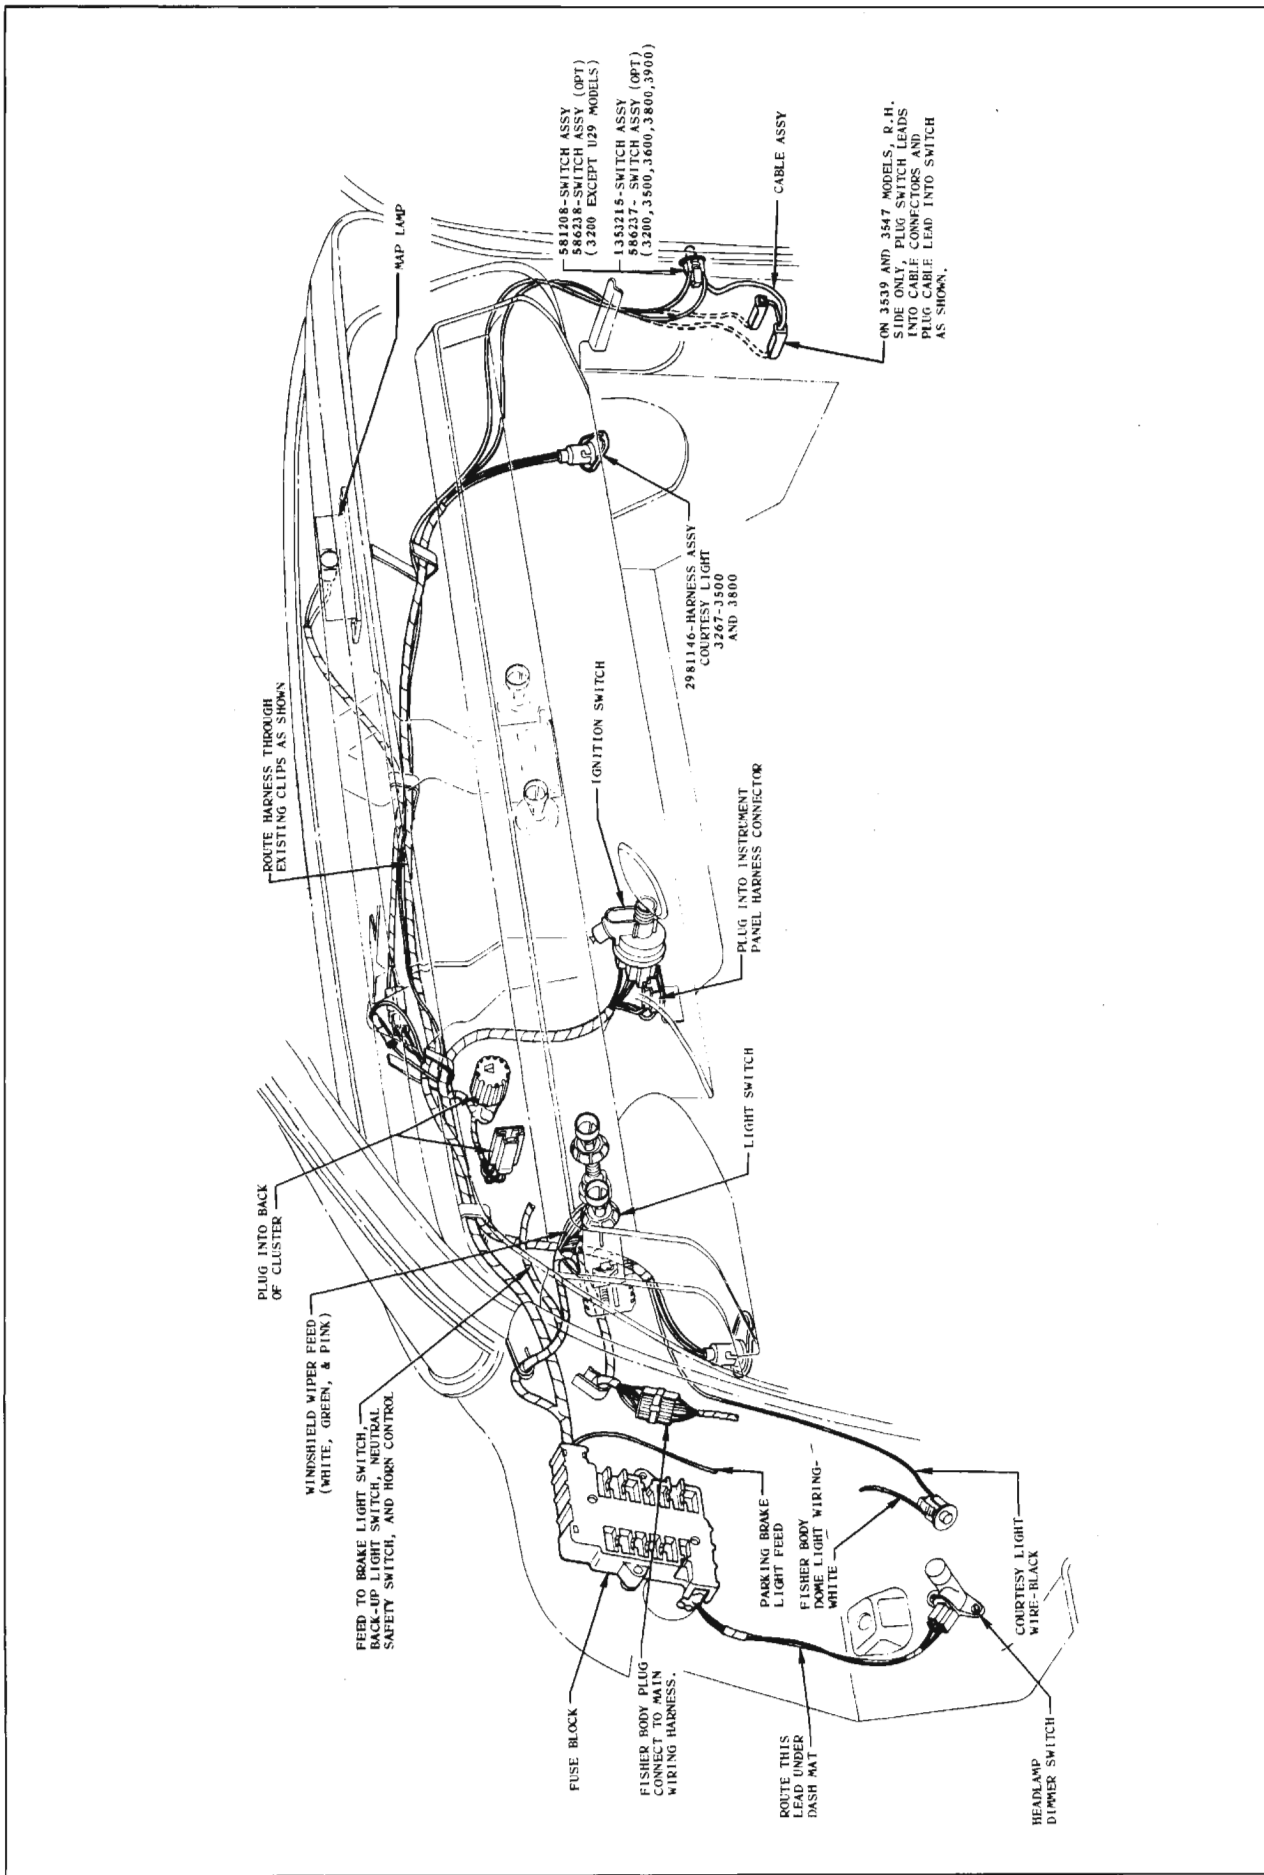 581208-SWITCH ASSY
586238-SWITCH ASSY (OPT)
(3200 EXCEPT U29 MODELS)
1353215-SWITCH ASSY
586237- SWITCH ASSY (OPT)
(3200,3500,3600,3800,3900)
MAP LAMP
CABLE ASSY
ON 3539 AND 3547 MODELS, R.H.
SIDE ONLY, PLUG SWITCH LEADS
INTO CABLE CONNECTORS AND
PLUG CABLE LEAD INTO SWITCH
AS SHOWN.
2981146-HARNESS ASSY
COURTESY LIGHT
3267-3500
AND 3800
ROUTE HARNESS THROUGH
EXISTING CLIPS AS SHOWN
IGNITION SWITCH
PLUG INTO INSTRUMENT
PANEL HARNESS CONNECTOR
PLUG INTO BACK
OF CLUSTER
LIGHT SWITCH
WINDSHIELD WIPER FEED
(WHITE, GREEN, & PINK)
FEED TO BRAKE LIGHT SWITCH,
BACK-UP LIGHT SWITCH, NEUTRAL
SAFETY SWITCH, AND HORN CONTROL
FUSE BLOCK
FISHER BODY PLUG
CONNECT TO MAIN
WIRING HARNESS.
PARKING BRAKE
LIGHT FEED
FISHER BODY
DOME LIGHT WIRING-
WHITE
COURTESY LIGHT
WIRE-BLACK
ROUTE THIS
LEAD UNDER
DASH MAT
HEADLAMP
DIMMER SWITCH